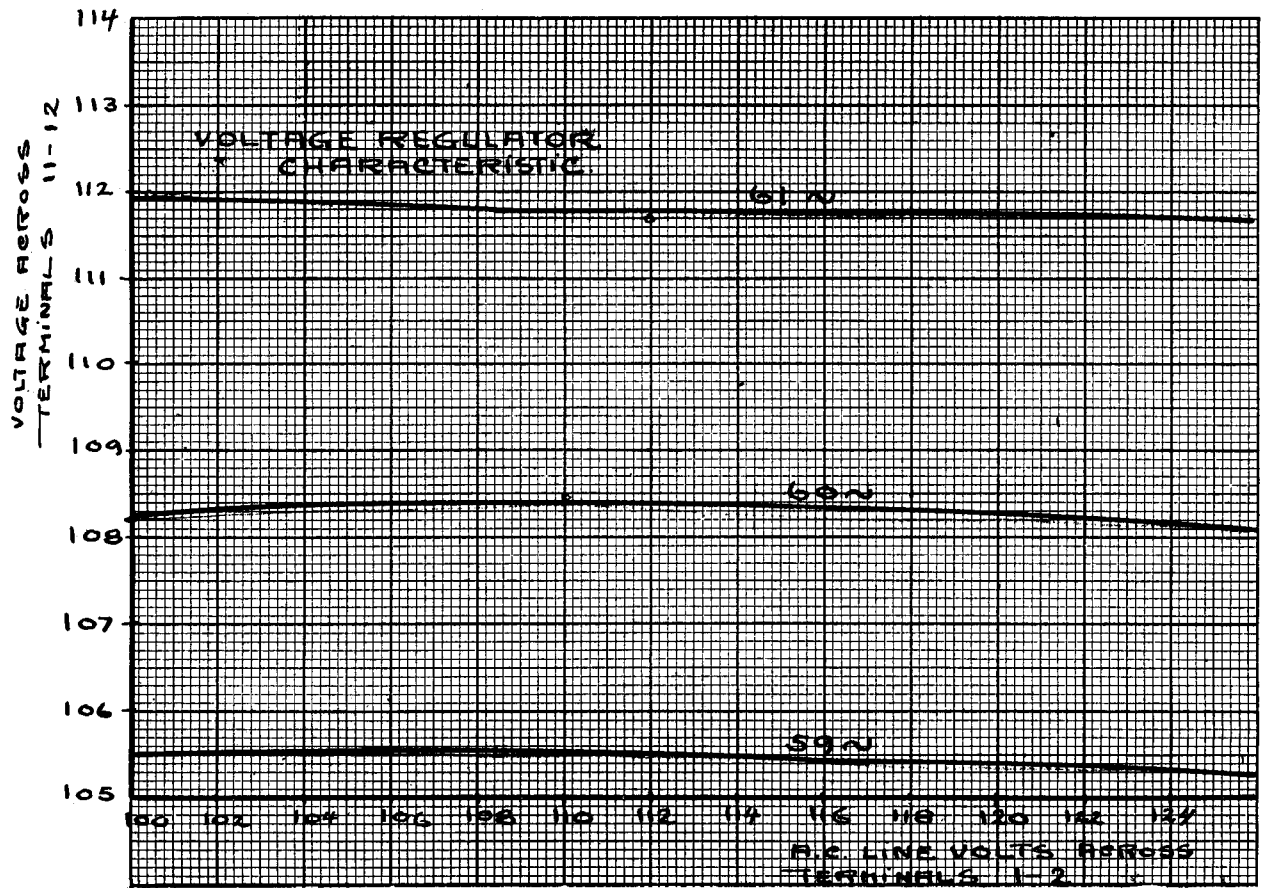 114
113
112
111
110
109
108
107
106
105
VOLTAGE ACROSS
TERMINALS 11-12
VOLTAGE REGULATOR
CHARACTERISTIC.
61 ~
60 ~
59 ~
100 102 104 106 108 110 112 114 116 118 120 122 124
A.C. LINE VOLTS ACROSS
TERMINALS 1-2